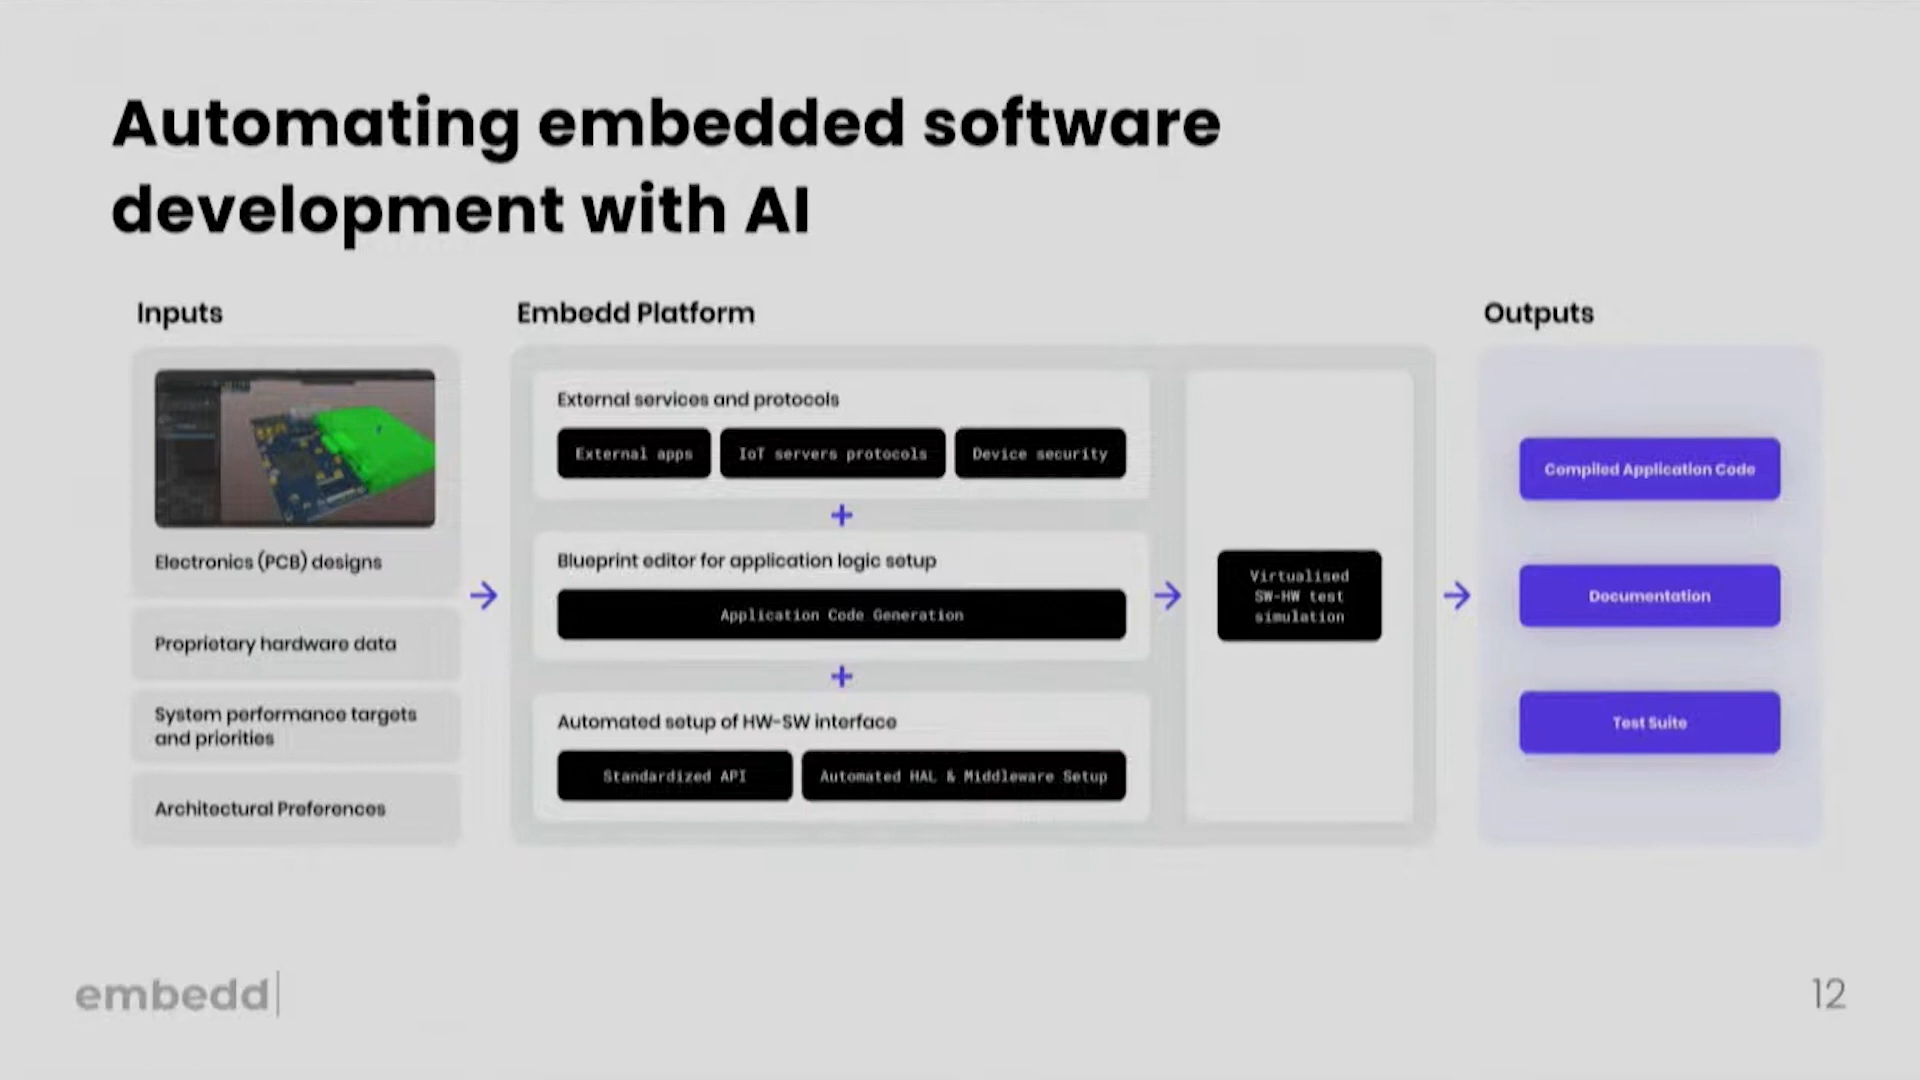 Automating embedded software
development with AI
Inputs
Electronics (PCB) designs
Proprietary hardware data
System performance targets
and priorities
Architectural Preferences
Embedd Platform
External services and protocols
External apps
IoT servers protocols
Device security
+
Blueprint editor for application logic setup
Application Code Generation
+
Automated setup of HW-SW interface
Standardized API
Automated HAL & Middleware Setup
Virtualised
SW-HW test
simulation
Outputs
Compiled Application Code
Documentation
Test Suite
embedd|
12